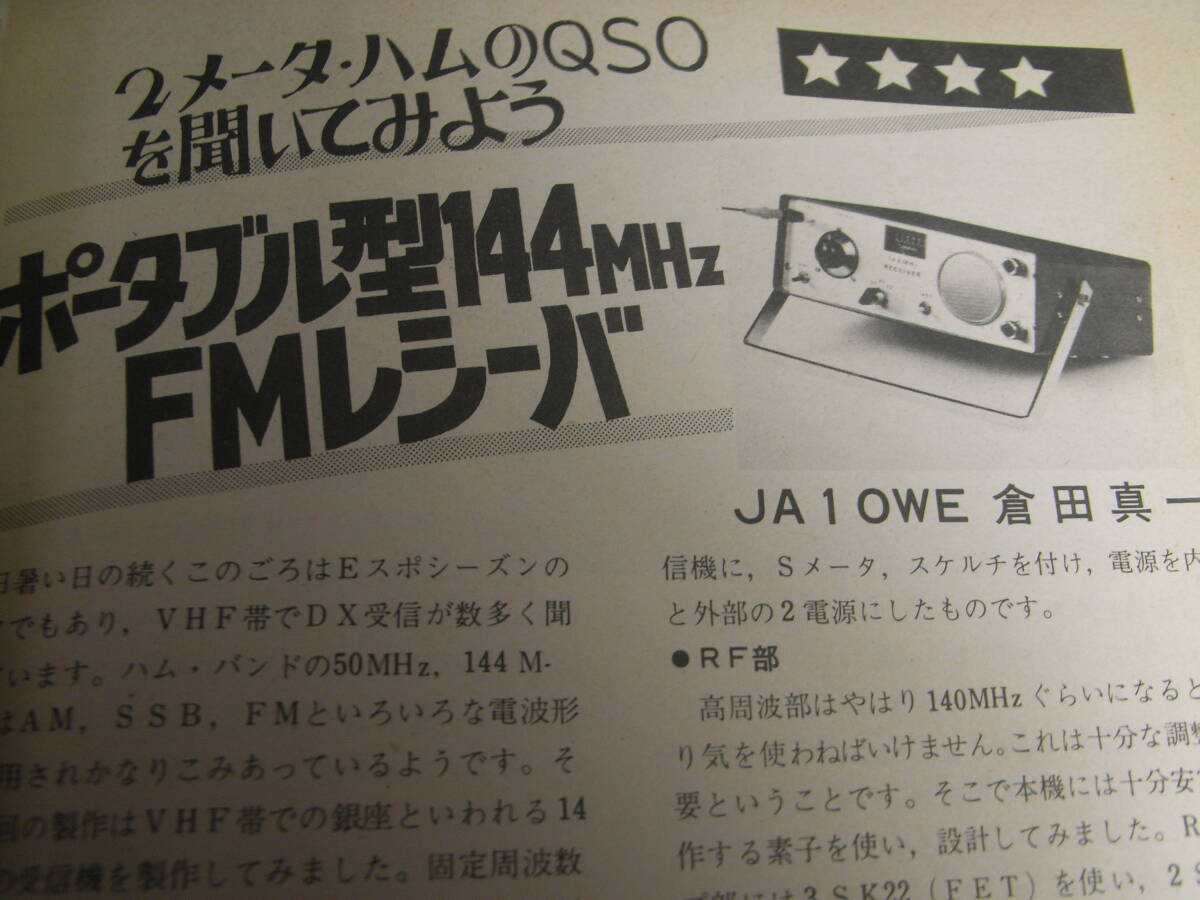 2メータ・ハムのQSO
を聞いてみよう
ポータブル型144MHz
FMレシーバ
RECEIVER
JA1OWE 倉田真一
日暑い日の続くこのごろはEスポシーズンの
でもあり，VHF帯でDX受信が数多く聞
います。ハム・バンドの50MHz，144 M-
はAM，SSB，FMといろいろな電波形
用されかなりこみあっているようです。そ
回の製作はVHF帯での銀座といわれる14
の受信機を製作してみました。固定周波数
信機に，Sメータ，スケルチを付け，電源を内
と外部の2電源にしたものです。
●RF部
高周波部はやはり140MHzぐらいになると
り気を使わねばいけません。これは十分な調整
要ということです。そこで本機には十分安
作する素子を使い，設計してみました。R
プ部には3SK22（FET）を使い，2S